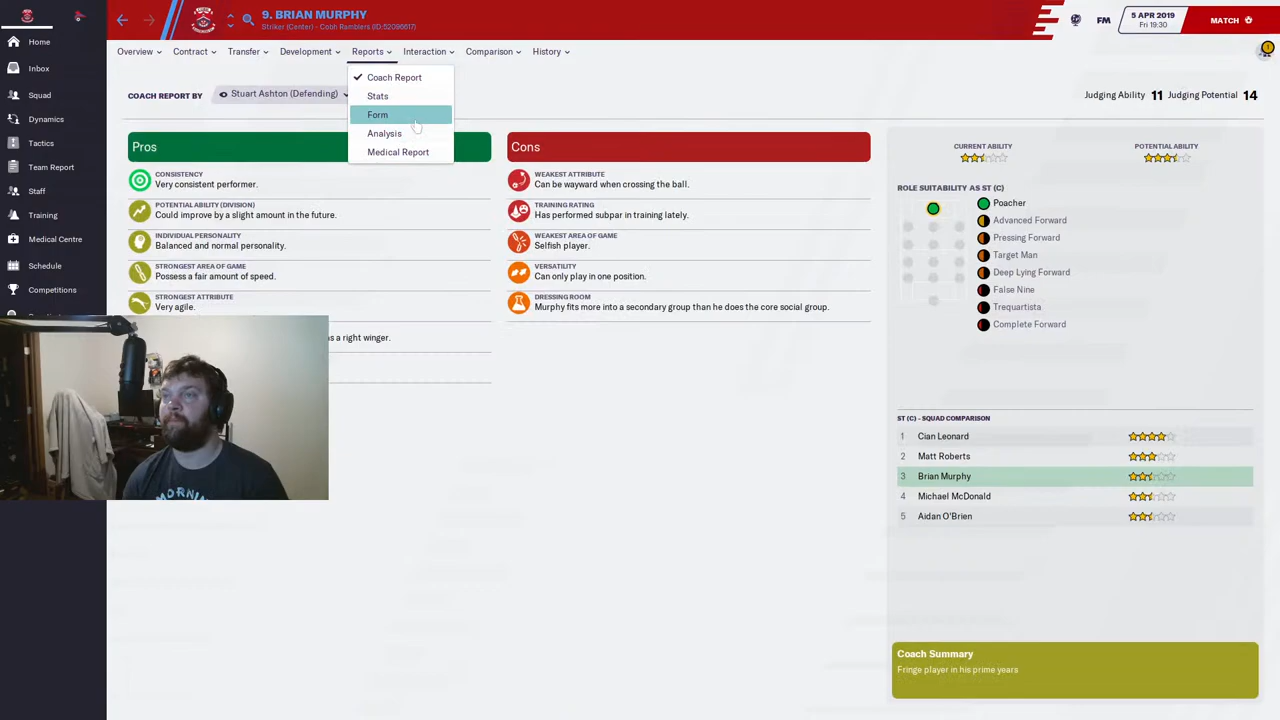 9. BRIAN MURPHY
Striker (Center) - Cobh Ramblers (ID:52096617)
FM
5 APR 2019
Fri 19:30
MATCH
Home
Inbox
Squad
Dynamics
Tactics
Team Report
Staff
Training
Medical Centre
Schedule
Competitions
Overview
Contract
Transfer
Development
Reports
Interaction
Comparison
History
Coach Report
Stats
Form
Analysis
Medical Report
COACH REPORT BY
Stuart Ashton (Defending)
Judging Ability 11 Judging Potential 14
Pros
CONSISTENCY
Very consistent performer.
POTENTIAL ABILITY (DIVISION)
Could improve by a slight amount in the future.
INDIVIDUAL PERSONALITY
Balanced and normal personality.
STRONGEST AREA OF GAME
Possess a fair amount of speed.
STRONGEST ATTRIBUTE
Very agile.
as a right winger.
Cons
WEAKEST ATTRIBUTE
Can be wayward when crossing the ball.
TRAINING RATING
Has performed subpar in training lately.
WEAKEST AREA OF GAME
Selfish player.
VERSATILITY
Can only play in one position.
DRESSING ROOM
Murphy fits more into a secondary group than he does the core social group.
CURRENT ABILITY
POTENTIAL ABILITY
ROLE SUITABILITY AS ST (C)
Poacher
Advanced Forward
Pressing Forward
Target Man
Deep Lying Forward
False Nine
Trequartista
Complete Forward
ST (C) - SQUAD COMPARISON
1 Cian Leonard
2 Matt Roberts
3 Brian Murphy
4 Michael McDonald
5 Aidan O'Brien
Coach Summary
Fringe player in his prime years
MORNIN